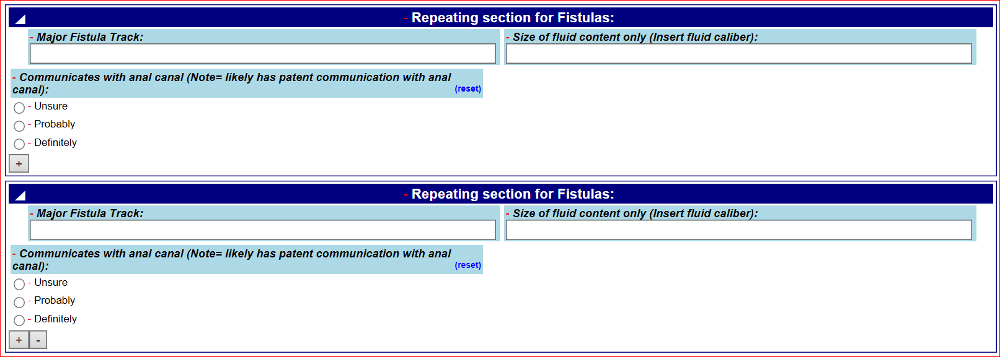 - Repeating section for Fistulas:
- Major Fistula Track:
- Size of fluid content only (Insert fluid caliber):
- Communicates with anal canal (Note= likely has patent communication with anal
canal):
(reset)
- Unsure
- Probably
- Definitely
+
- Repeating section for Fistulas:
- Major Fistula Track:
- Size of fluid content only (Insert fluid caliber):
- Communicates with anal canal (Note= likely has patent communication with anal
canal):
(reset)
- Unsure
- Probably
- Definitely
+ -